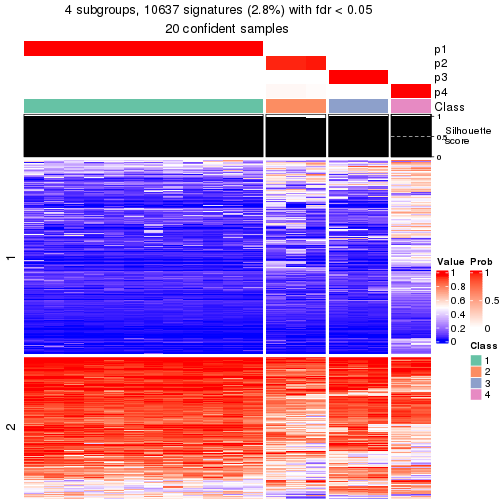 4 subgroups, 10637 signatures (2.8%) with fdr < 0.05
20 confident samples
p1
p2
p3
p4
Class
1
0.5
0
Silhouette
score
1
2
Value
1
0.8
0.6
0.4
0.2
0
Prob
1
0.5
0
Class
1
2
3
4